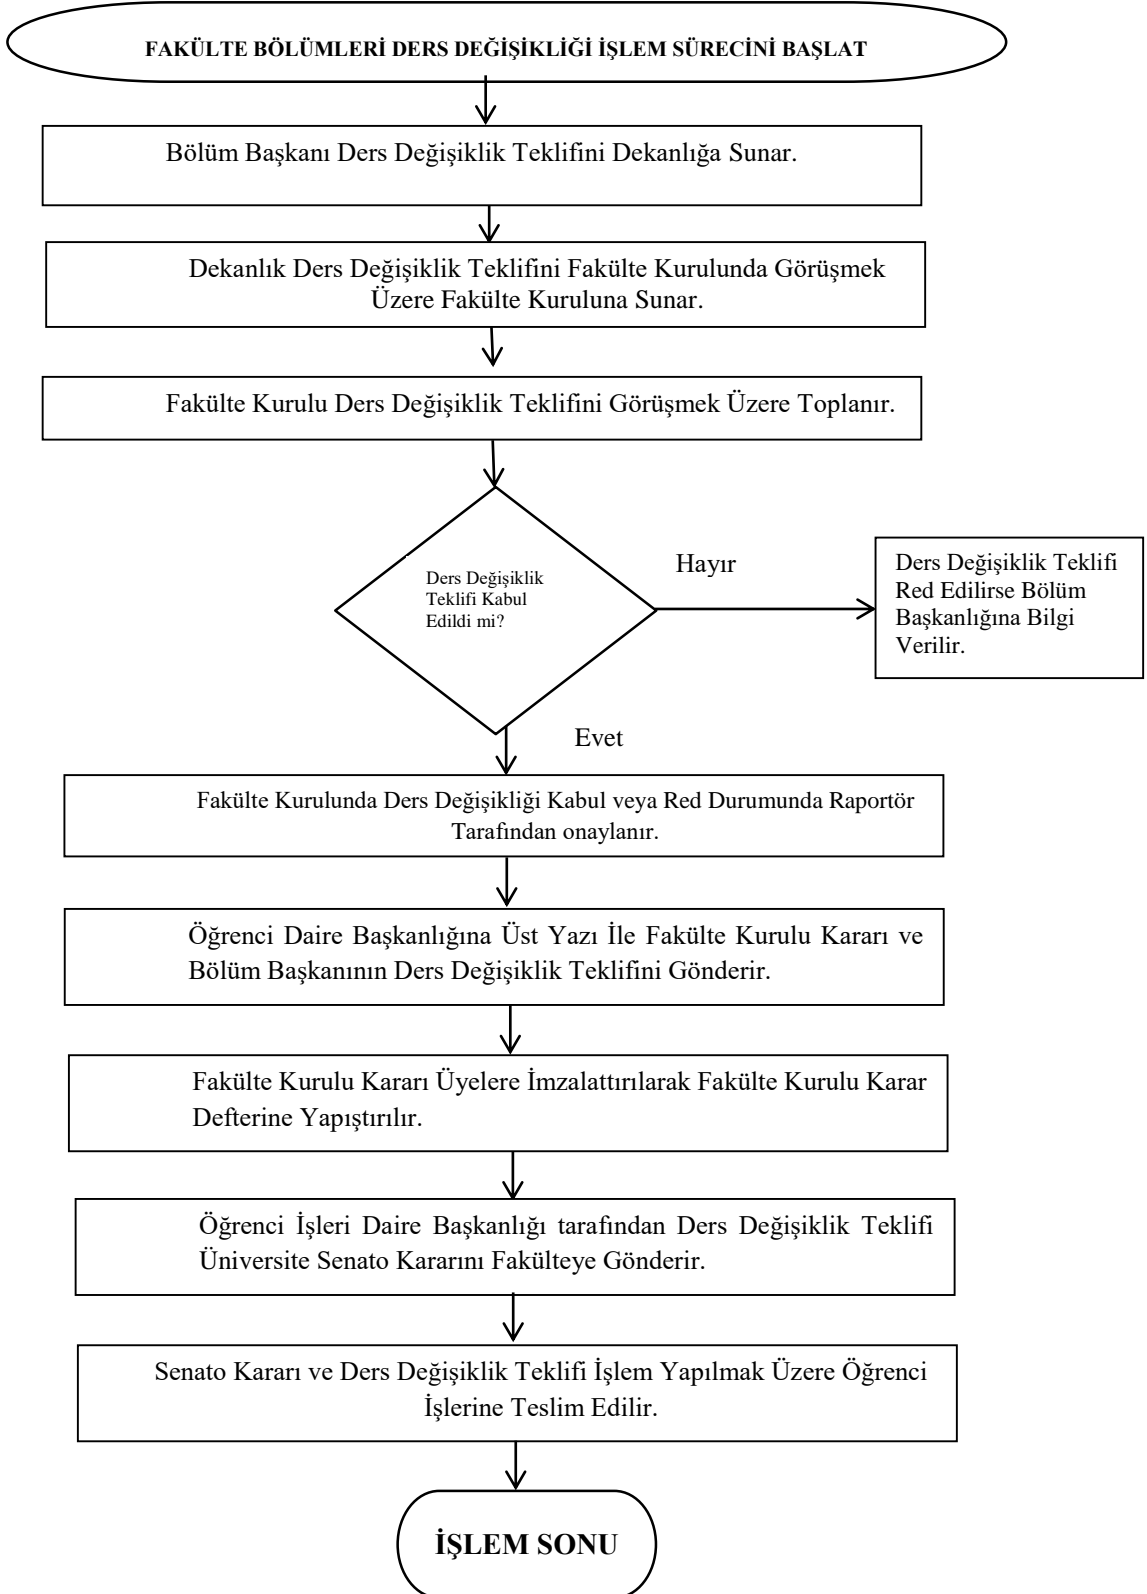 FAKÜLTE BÖLÜMLERİ DERS DEĞİŞİKLİĞİ İŞLEM SÜRECİNİ BAŞLAT
Bölüm Başkanı Ders Değişiklik Teklifini Dekanlığa Sunar.
Dekanlık Ders Değişiklik Teklifini Fakülte Kurulunda Görüşmek
Üzere Fakülte Kuruluna Sunar.
Fakülte Kurulu Ders Değişiklik Teklifini Görüşmek Üzere Toplanır.
Ders Değişiklik
Teklifi Kabul
Edildi mi?
Hayır
Ders Değişiklik Teklifi
Red Edilirse Bölüm
Başkanlığına Bilgi
Verilir.
Evet
Fakülte Kurulunda Ders Değişikliği Kabul veya Red Durumunda Raportör
Tarafından onaylanır.
Öğrenci Daire Başkanlığına Üst Yazı İle Fakülte Kurulu Kararı ve
Bölüm Başkanının Ders Değişiklik Teklifini Gönderir.
Fakülte Kurulu Kararı Üyelere İmzalattırılarak Fakülte Kurulu Karar
Defterine Yapıştırılır.
Öğrenci İşleri Daire Başkanlığı tarafından Ders Değişiklik Teklifi
Üniversite Senato Kararını Fakülteye Gönderir.
Senato Kararı ve Ders Değişiklik Teklifi İşlem Yapılmak Üzere Öğrenci
İşlerine Teslim Edilir.
İŞLEM SONU